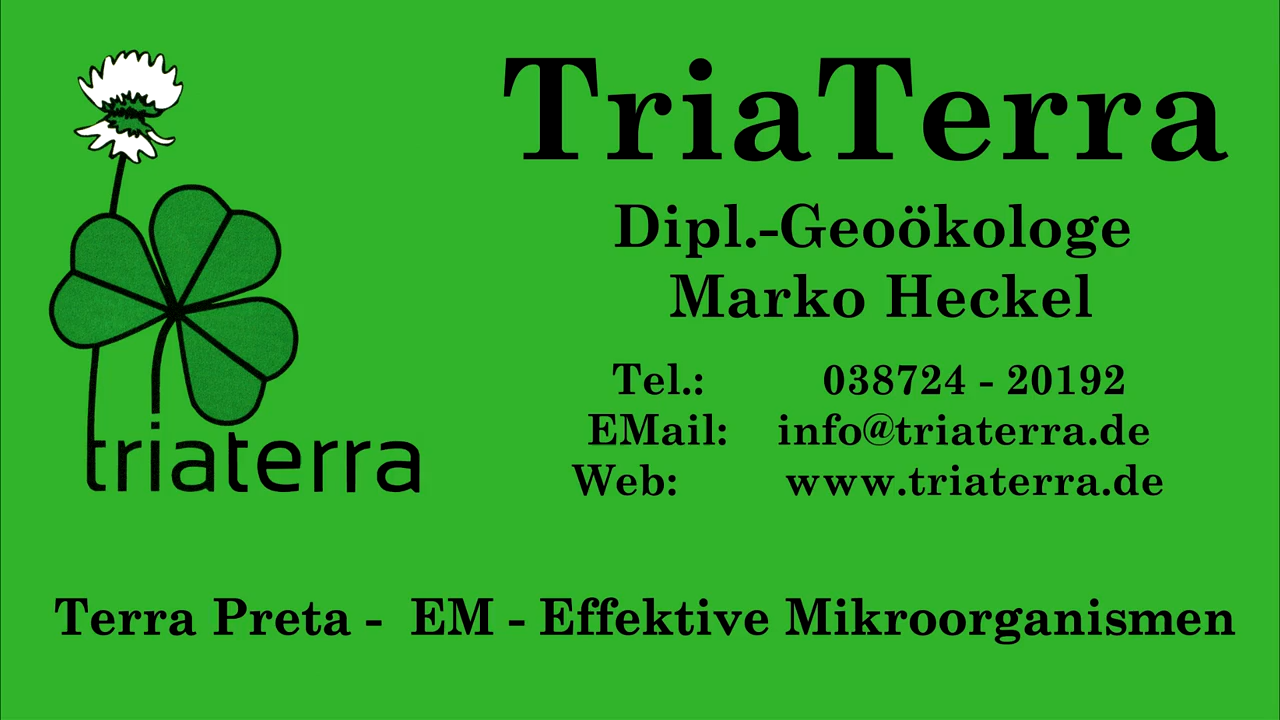 TriaTerra
Dipl.-Geoökologe
Marko Heckel
Tel.: 038724 - 20192
EMail: info@triaterra.de
Web: www.triaterra.de
triaterra
Terra Preta - EM - Effektive Mikroorganismen